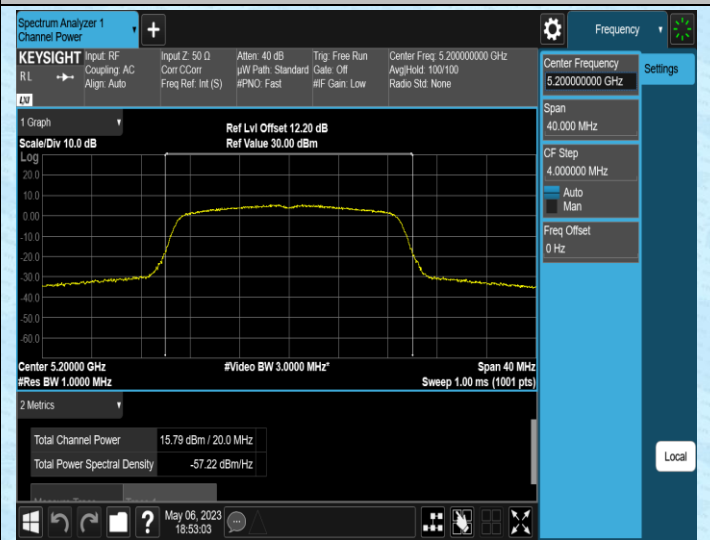 Spectrum Analyzer 1
Channel Power
Frequency
KEYSIGHT
RL
LXI
Input: RF
Coupling: AC
Align: Auto
Input Z: 50 Ω
Corr CCorr
Freq Ref: Int (S)
Atten: 40 dB
µW Path: Standard
#PNO: Fast
Trig: Free Run
Gate: Off
#IF Gain: Low
Center Freq: 5.200000000 GHz
Avg|Hold: 100/100
Radio Std: None
Center Frequency
5.200000000 GHz
Settings
Span
40.000 MHz
CF Step
4.000000 MHz
Auto
Man
Freq Offset
0 Hz
1 Graph
Scale/Div 10.0 dB
Ref Lvl Offset 12.20 dB
Ref Value 30.00 dBm
Log
20.0
10.0
0.00
-10.0
-20.0
-30.0
-40.0
-50.0
-60.0
Center 5.20000 GHz
#Video BW 3.0000 MHz*
Span 40 MHz
#Res BW 1.0000 MHz
Sweep 1.00 ms (1001 pts)
2 Metrics
Total Channel Power 15.79 dBm / 20.0 MHz
Total Power Spectral Density -57.22 dBm/Hz
Local
?
May 06, 2023
18:53:03